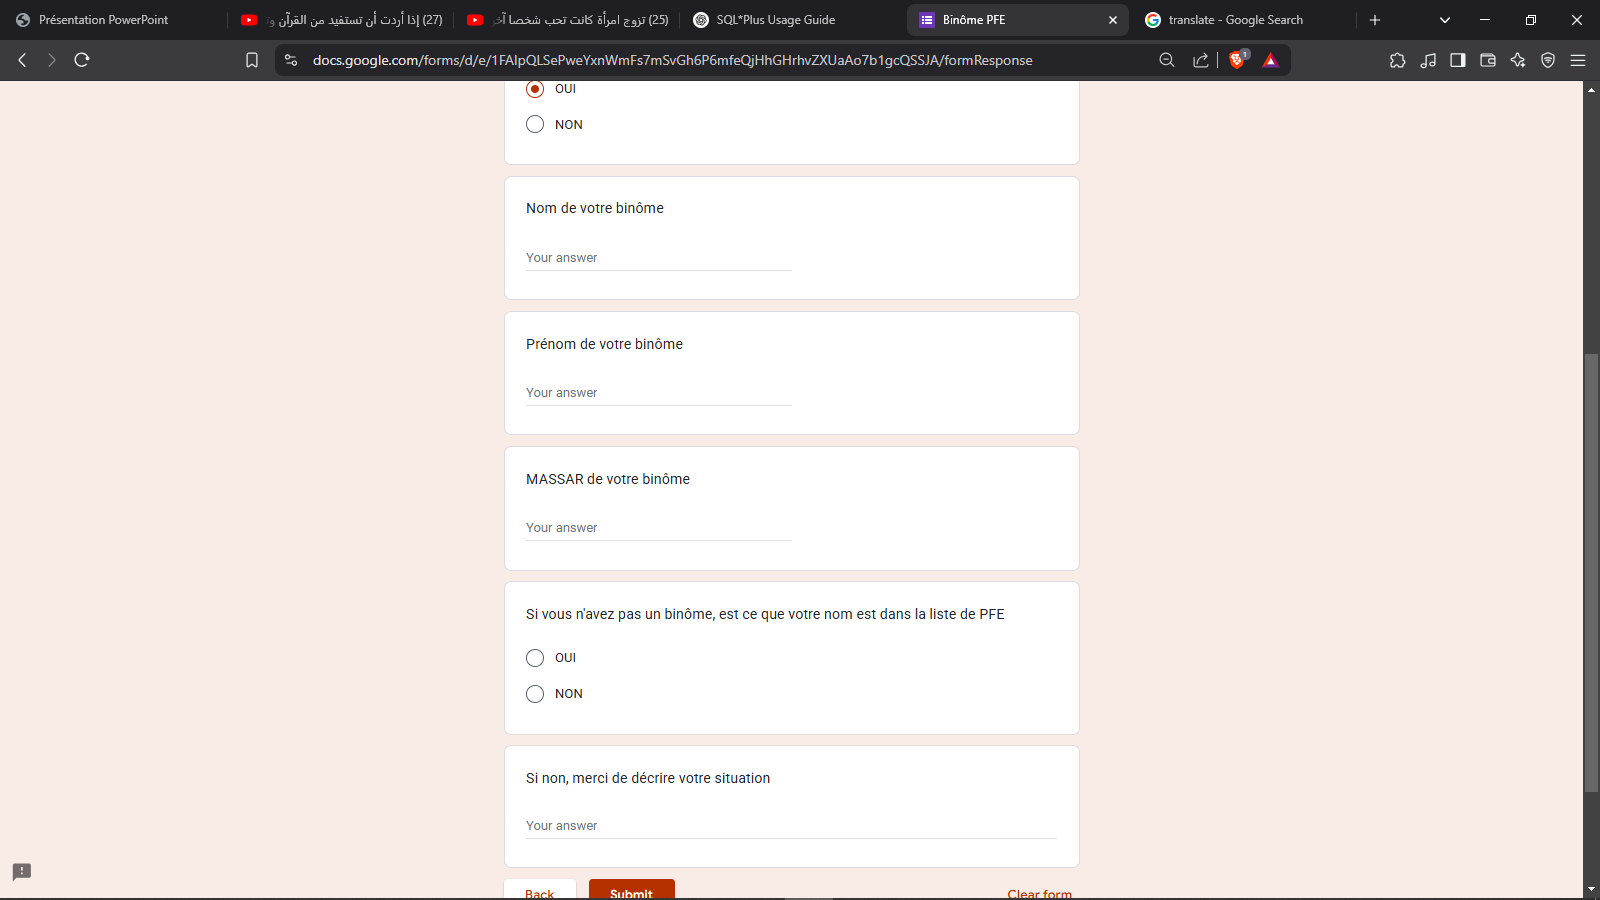 Présentation PowerPoint
(27) إذا أردت أن تستفيد من القرآن
(25) تزوج امرأة كانت تحب شخصا
SQL*Plus Usage Guide
Binôme PFE
translate - Google Search
docs.google.com/forms/d/e/1FAIpQLSePweYxnWmFs7mSvGh6P6mfeQjHhGHrhvZXUaAo7b1gcQSSJA/formResponse
1
OUI
NON
Nom de votre binôme
Your answer
Prénom de votre binôme
Your answer
MASSAR de votre binôme
Your answer
Si vous n'avez pas un binôme, est ce que votre nom est dans la liste de PFE
OUI
NON
Si non, merci de décrire votre situation
Your answer
Back
Submit
Clear form